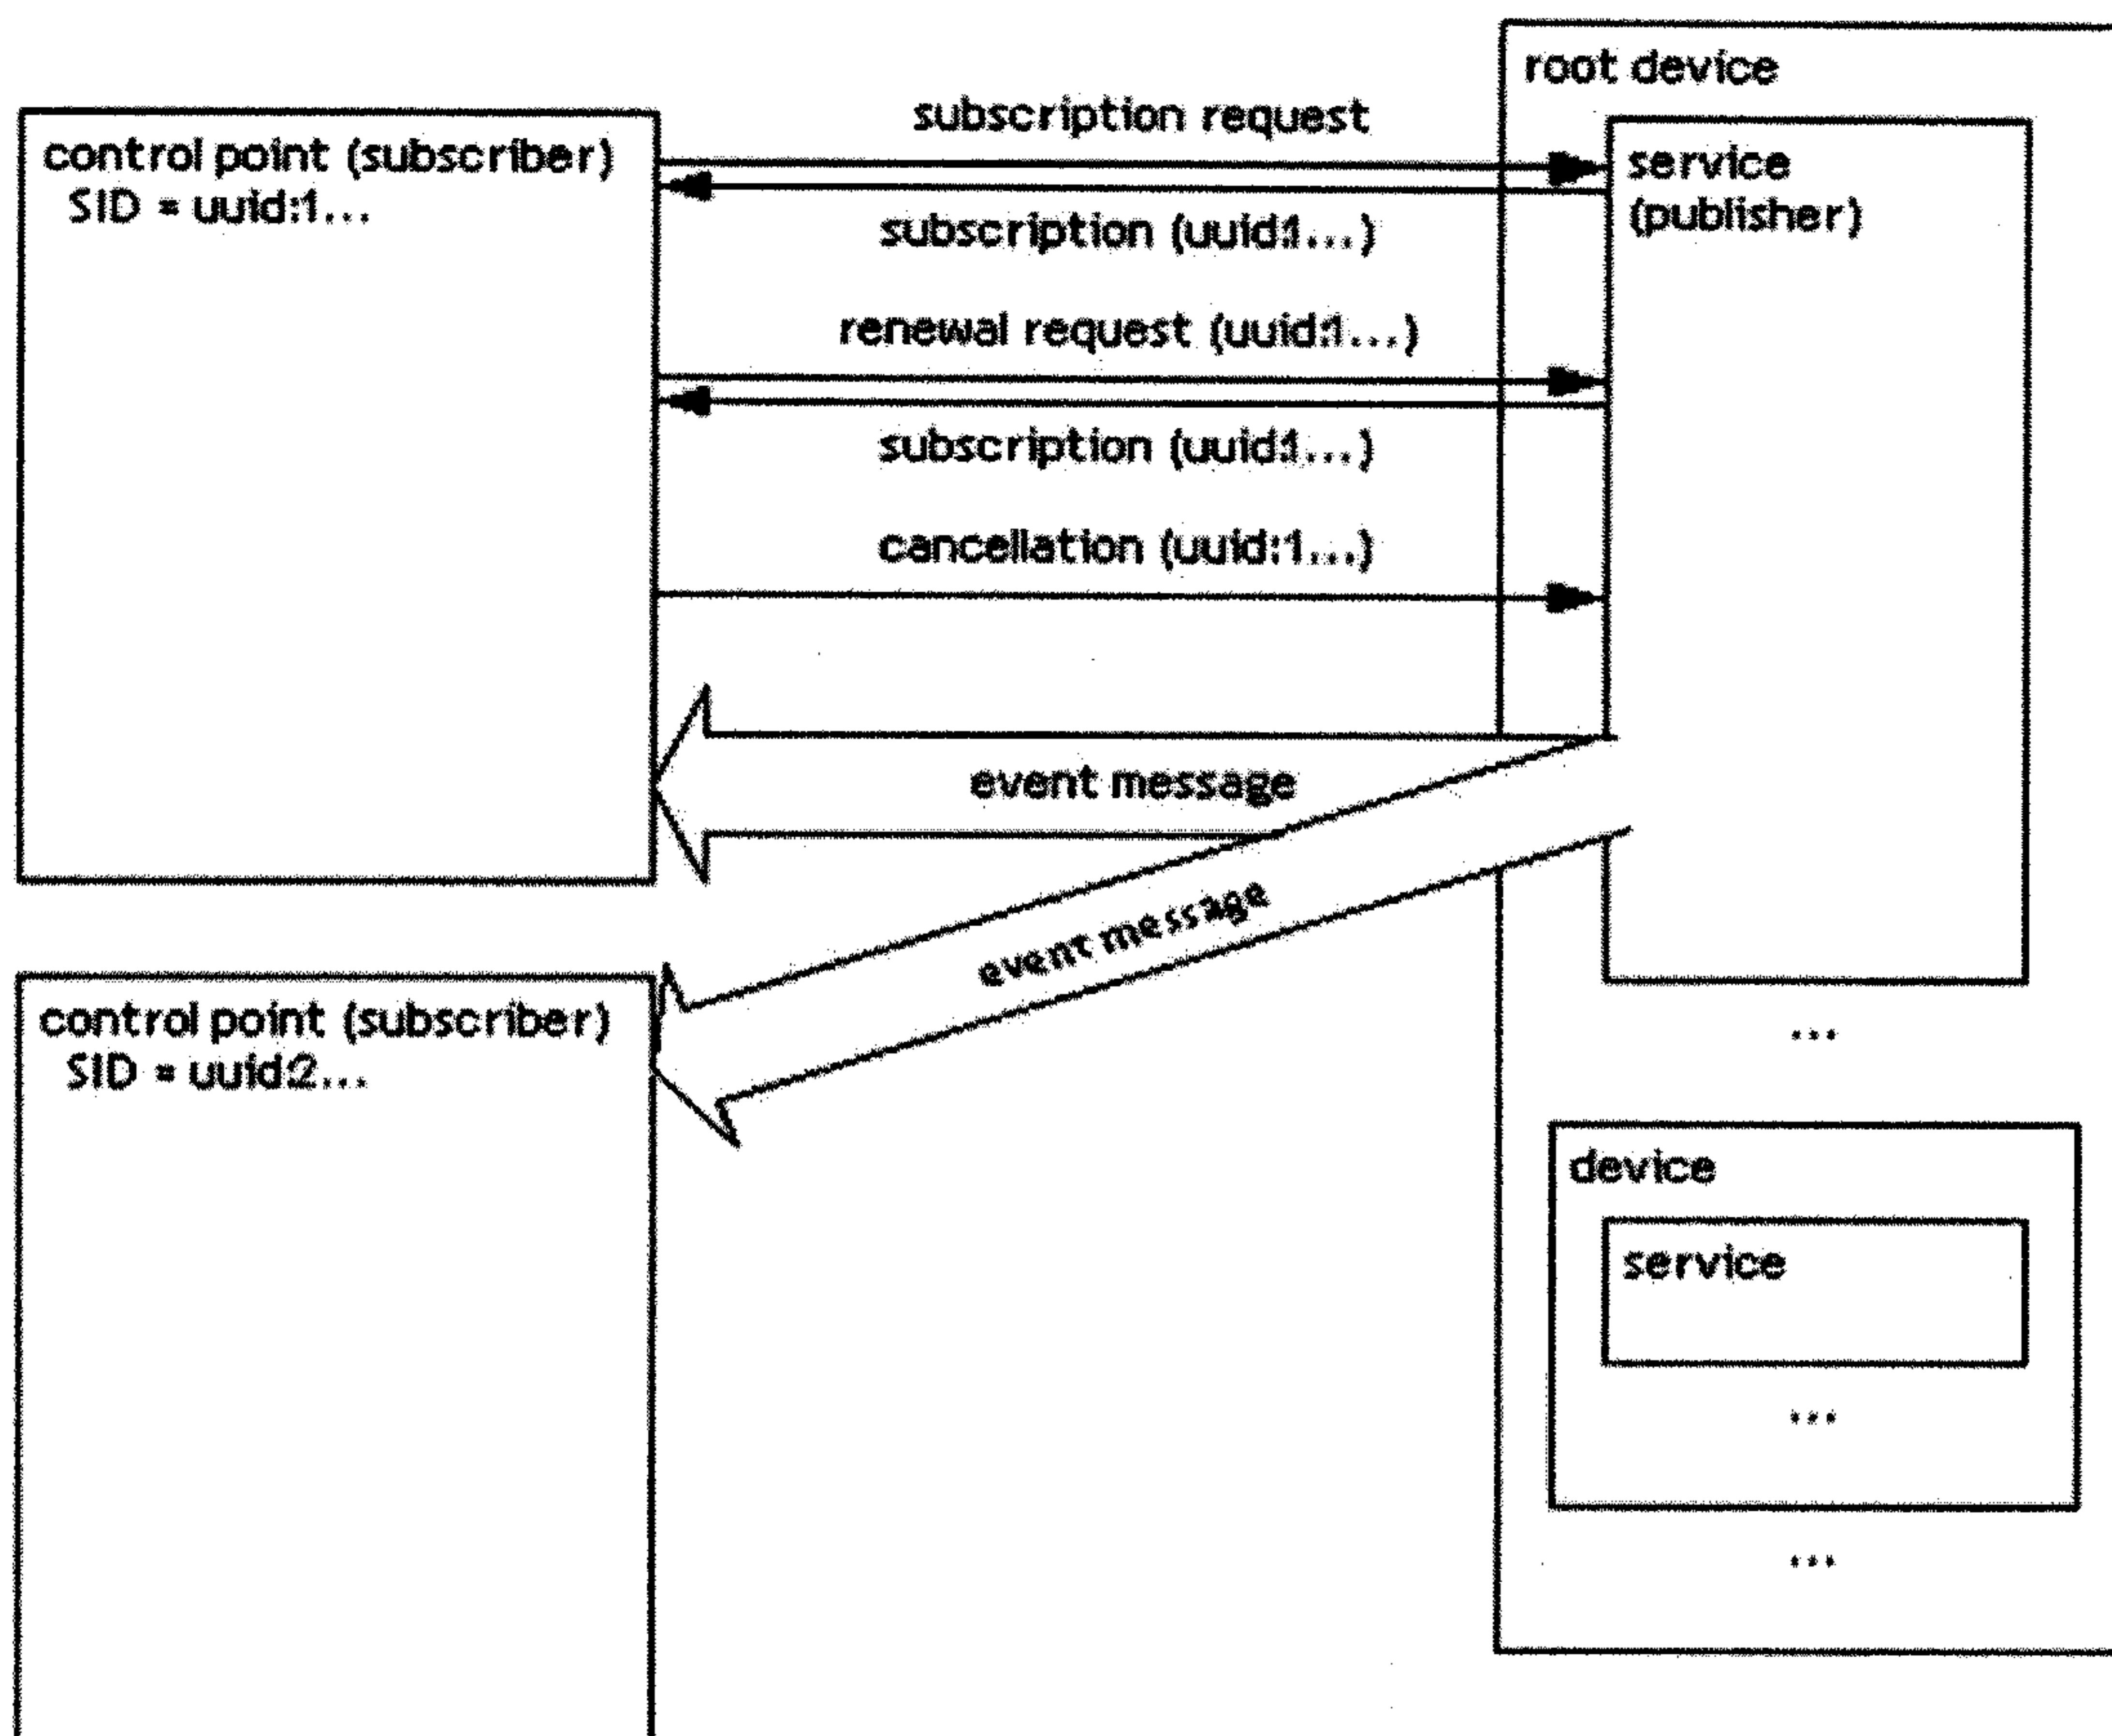 root device
subscription request
control point (subscriber)
SID = uuid:1...
service
(publisher)
subscription (uuid:1...)
renewal request (uuid:1...)
subscription (uuid:1...)
cancellation (uuid:1...)
event message
event message
control point (subscriber)
SID = uuid:2...
...
device
service
...
...